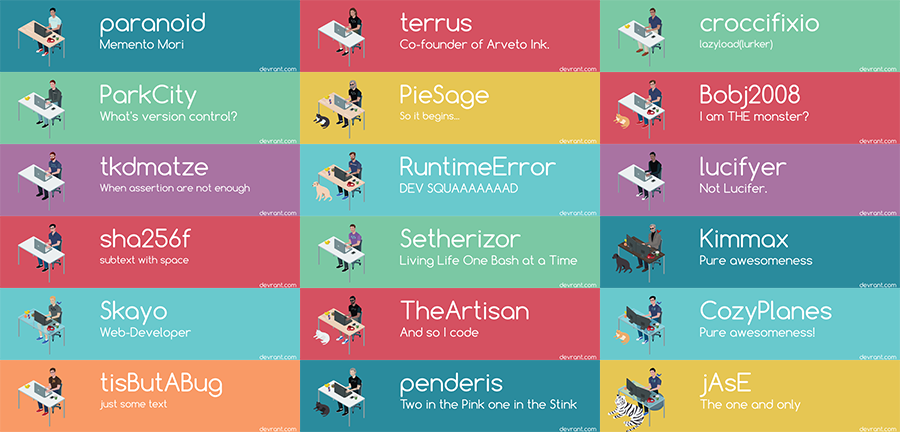 paranoid
Memento Mori
devrant.com
terrus
Co-founder of Arveto Ink.
devrant.com
croccifixio
lazyload(lurker)
devrant.com
ParkCity
What's version control?
devrant.com
PieSage
So it begins...
devrant.com
Bobj2008
I am THE monster?
devrant.com
tkdmatze
When assertion are not enough
devrant.com
RuntimeError
DEV SQUAAAAAAAD
devrant.com
lucifyer
Not Lucifer.
devrant.com
sha256f
subtext with space
devrant.com
Setherizor
Living Life One Bash at a Time
devrant.com
Kimmax
Pure awesomeness
devrant.com
Skayo
Web-Developer
devrant.com
TheArtisan
And so I code
devrant.com
CozyPlanes
Pure awesomeness!
devrant.com
tisButABug
just some text
devrant.com
penderis
Two in the Pink one in the Stink
devrant.com
jAsE
The one and only
devrant.com